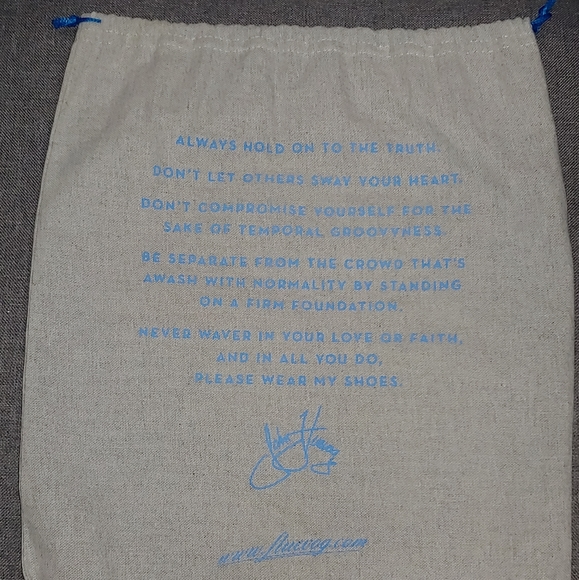 ALWAYS HOLD ON TO THE TRUTH.
DON'T LET OTHERS SWAY YOUR HEART.
DON'T COMPROMISE YOURSELF FOR THE
SAKE OF TEMPORAL GROOVYNESS.
BE SEPARATE FROM THE CROWD THAT'S
AWASH WITH NORMALITY BY STANDING
ON A FIRM FOUNDATION.
NEVER WAVER IN YOUR LOVE OR FAITH,
AND IN ALL YOU DO,
PLEASE WEAR MY SHOES.
John Fluevog
www.fluevog.com